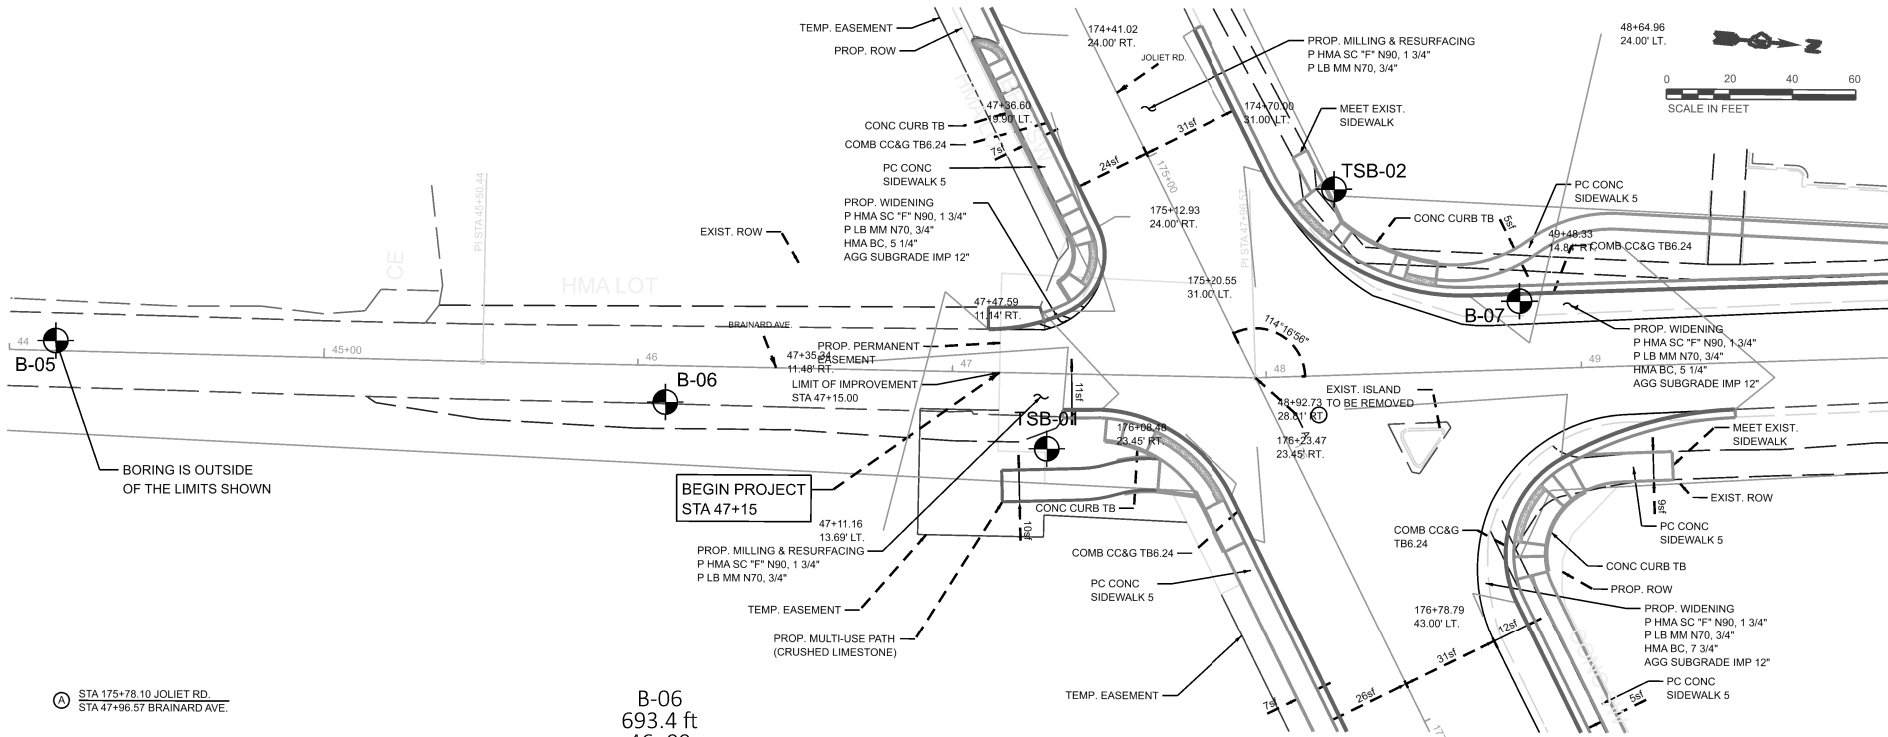 TEMP. EASEMENT
PROP. ROW
174+41.02
24.00' RT.
JOLIET RD.
PROP. MILLING & RESURFACING
P HMA SC "F" N90, 1 3/4"
P LB MM N70, 3/4"
48+64.96
24.00' LT.
N
0 20 40 60
SCALE IN FEET
47+36.60
19.90' LT.
CONC CURB TB
COMB CC&G TB6.24
7sf
PC CONC
SIDEWALK 5
24sf
31sf
174+70.00
31.00' LT.
MEET EXIST.
SIDEWALK
175+00
TSB-02
PI STA 45+50.44
PI STA 47+96.57
PROP. WIDENING
P HMA SC "F" N90, 1 3/4"
P LB MM N70, 3/4"
HMA BC, 5 1/4"
AGG SUBGRADE IMP 12"
EXIST. ROW
175+12.93
24.00' RT.
175+20.55
31.00' LT.
PC CONC
SIDEWALK 5
CONC CURB TB
5sf
49+48.33
14.84' RT.
COMB CC&G TB6.24
HMA LOT
47+47.59
11.14' RT.
B-07
114°16'56"
PROP. WIDENING
P HMA SC "F" N90, 1 3/4"
P LB MM N70, 3/4"
HMA BC, 5 1/4"
AGG SUBGRADE IMP 12"
44
45+00
46
47
48
49
B-05
BRAINARD AVE.
PROP. PERMANENT
EASEMENT
47+35.34
11.48' RT.
LIMIT OF IMPROVEMENT
STA 47+15.00
B-06
TSB-01
11sf
EXIST. ISLAND
TO BE REMOVED
48+92.73
28.81' RT.
A
176+08.48
23.45' RT.
176+23.47
23.45' RT.
MEET EXIST.
SIDEWALK
EXIST. ROW
BORING IS OUTSIDE
OF THE LIMITS SHOWN
BEGIN PROJECT
STA 47+15
47+11.16
13.69' LT.
CONC CURB TB
10sf
9sf
COMB CC&G
TB6.24
PC CONC
SIDEWALK 5
PROP. MILLING & RESURFACING
P HMA SC "F" N90, 1 3/4"
P LB MM N70, 3/4"
COMB CC&G TB6.24
PC CONC
SIDEWALK 5
CONC CURB TB
PROP. ROW
TEMP. EASEMENT
PROP. MULTI-USE PATH
(CRUSHED LIMESTONE)
176+78.79
43.00' LT.
12sf
31sf
26sf
7sf
5sf
PROP. WIDENING
P HMA SC "F" N90, 1 3/4"
P LB MM N70, 3/4"
HMA BC, 7 3/4"
AGG SUBGRADE IMP 12"
PC CONC
SIDEWALK 5
TEMP. EASEMENT
A
STA 175+78.10 JOLIET RD.
STA 47+96.57 BRAINARD AVE.
B-06
693.4 ft